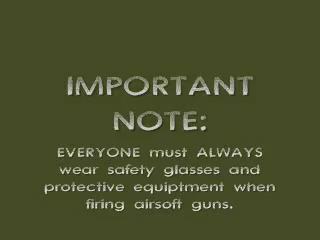 IMPORTANT
NOTE:
EVERYONE must ALWAYS
wear safety glasses and
protective equiptment when
firing airsoft guns.